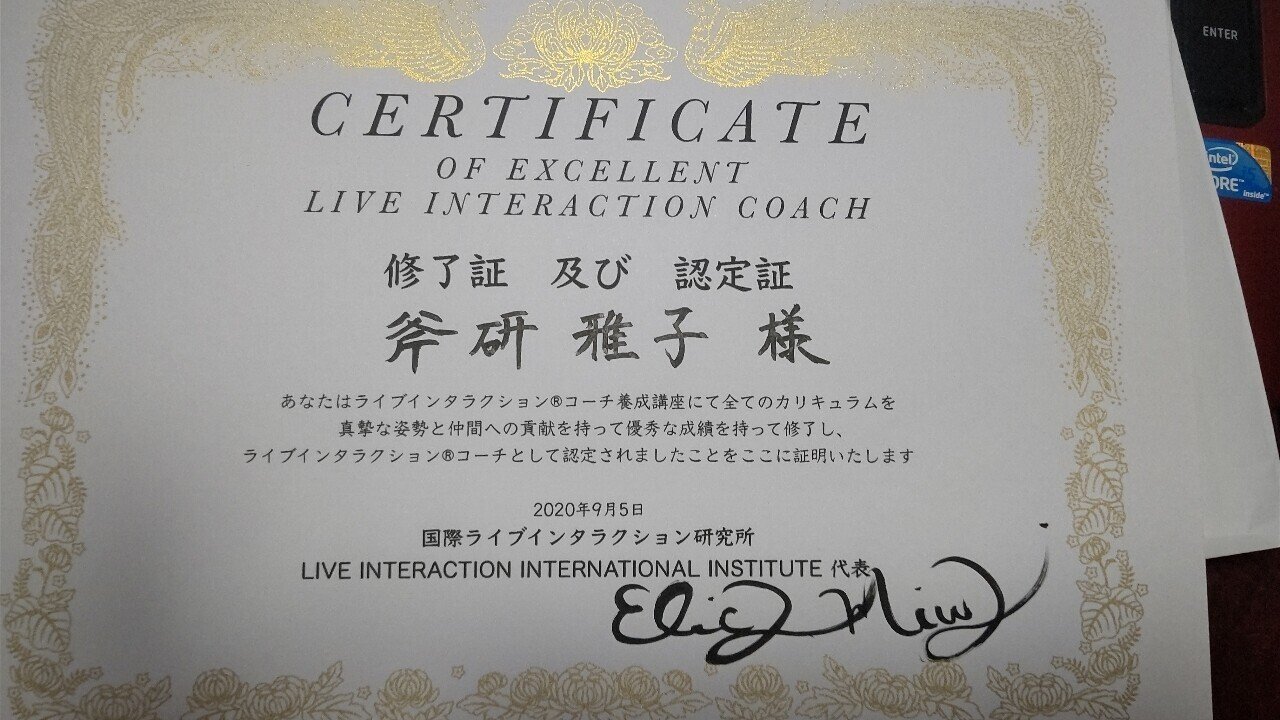 CERTIFICATE
OF EXCELLENT
LIVE INTERACTION COACH
修了証 及び 認定証
斧研 雅子 様
あなたはライブインタラクション®コーチ養成講座にて全てのカリキュラムを
真摯な姿勢と仲間への貢献を持って優秀な成績を持って修了し、
ライブインタラクション®コーチとして認定されましたことをここに証明いたします
2020年9月5日
国際ライブインタラクション研究所
LIVE INTERACTION INTERNATIONAL INSTITUTE 代表
ENTER
intel
CORE™
inside™